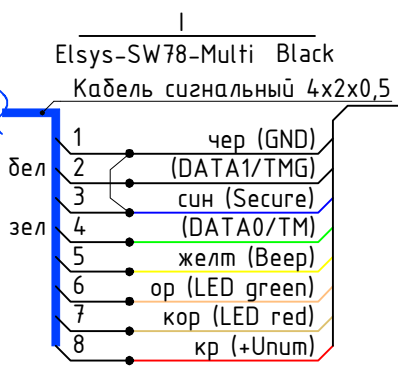 I
Elsys-SW78-Multi Black
Кабель сигнальный 4х2х0,5
1 чер (GND)
бел 2 (DATA1/TMG)
3 син (Secure)
зел 4 (DATA0/TM)
5 желт (Beep)
6 ор (LED green)
7 кор (LED red)
8 кр (+Uпит)